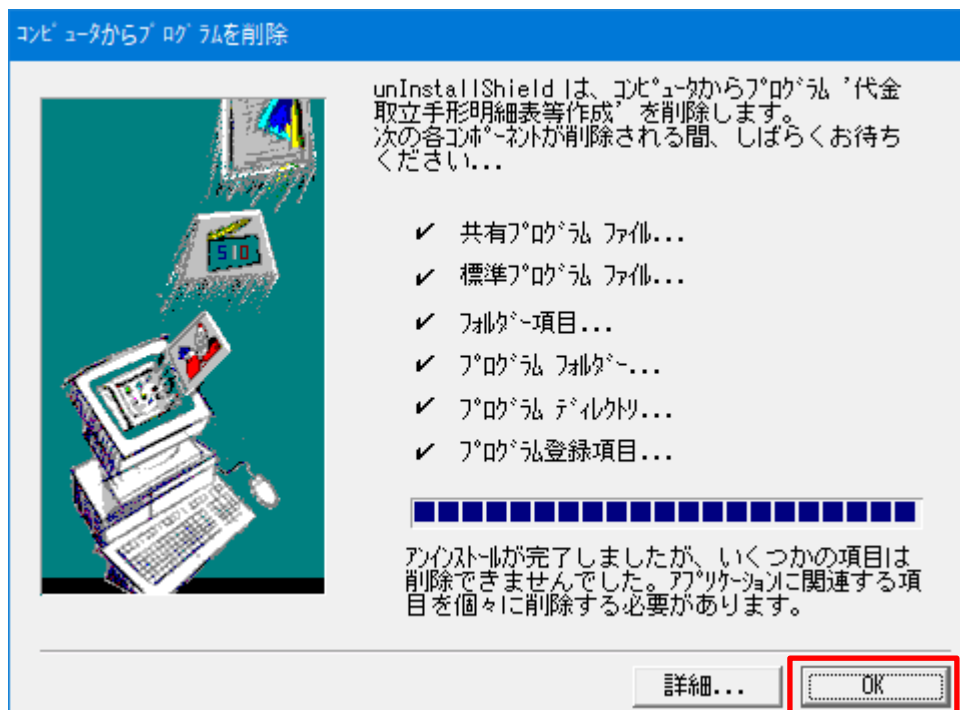 ｺﾝﾋﾟｭｰﾀからﾌﾟﾛｸﾞﾗﾑを削除
unInstallShield は、ｺﾝﾋﾟｭｰﾀからﾌﾟﾛｸﾞﾗﾑ '代金
取立手形明細表等作成' を削除します。
次の各ｺﾝﾎﾟｰﾈﾝﾄが削除される間、しばらくお待ち
ください...
✔ 共有ﾌﾟﾛｸﾞﾗﾑ ﾌｧｲﾙ...
✔ 標準ﾌﾟﾛｸﾞﾗﾑ ﾌｧｲﾙ...
✔ ﾌｫﾙﾀﾞｰ項目...
✔ ﾌﾟﾛｸﾞﾗﾑ ﾌｫﾙﾀﾞｰ...
✔ ﾌﾟﾛｸﾞﾗﾑ ﾃﾞｨﾚｸﾄﾘ...
✔ ﾌﾟﾛｸﾞﾗﾑ登録項目...
ｱﾝｲﾝｽﾄｰﾙが完了しましたが、いくつかの項目は
削除できませんでした。ｱﾌﾟﾘｹｰｼｮﾝに関連する項
目を個々に削除する必要があります。
詳細...
OK